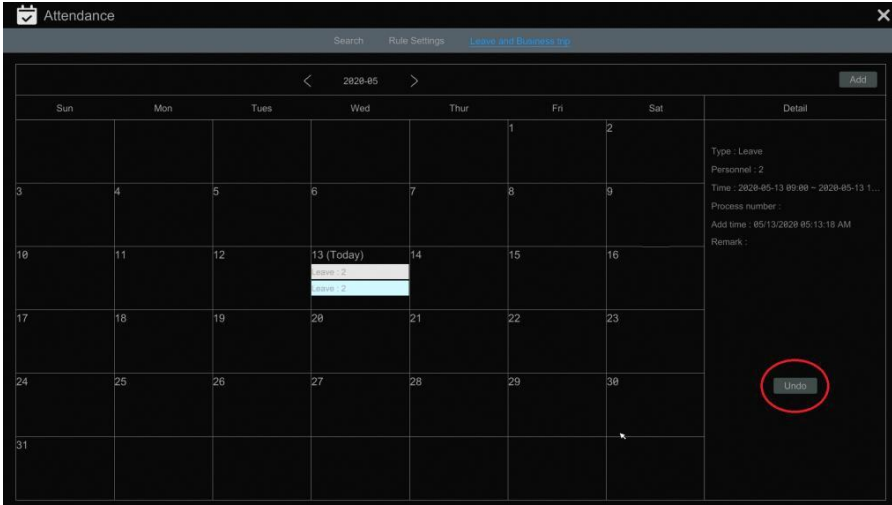 Attendance
Search Rule Settings Leave and Business trip
2020-05 Add
Sun Mon Tues Wed Thur Fri Sat Detail
1 2
Type : Leave
Personnel : 2
Time : 2020-05-13 09:00 ~ 2020-05-13 1...
Process number :
Add time : 05/13/2020 05:13:18 AM
Remark :
3 4 5 6 7 8 9
10 11 12 13 (Today) 14 15 16
Leave : 2
Leave : 2
17 18 19 20 21 22 23
24 25 26 27 28 29 30
Undo
31